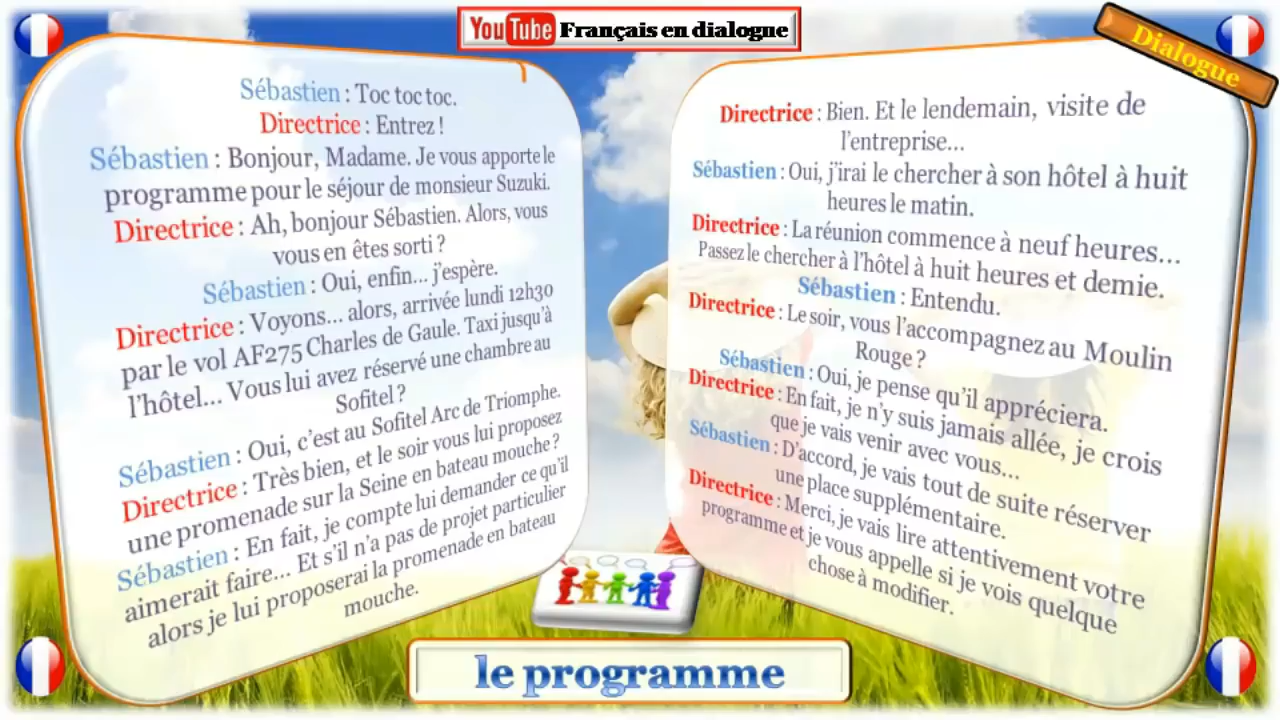 YouTube Français en dialogue
Dialogue
Sébastien : Toc toc toc.
Directrice : Entrez !
Sébastien : Bonjour, Madame. Je vous apporte le
programme pour le séjour de monsieur Suzuki.
Directrice : Ah, bonjour Sébastien. Alors, vous
vous en êtes sorti ?
Sébastien : Oui, enfin... j'espère.
Directrice : Voyons... alors, arrivée lundi 12h30
par le vol AF275 Charles de Gaule. Taxi jusqu'à
l'hôtel... Vous lui avez réservé une chambre au
Sofitel ?
Sébastien : Oui, c'est au Sofitel Arc de Triomphe.
Directrice : Très bien, et le soir vous lui proposez
une promenade sur la Seine en bateau mouche ?
Sébastien : En fait, je compte lui demander ce qu'il
aimerait faire... Et s'il n'a pas de projet particulier
alors je lui proposerai la promenade en bateau
mouche.
Directrice : Bien. Et le lendemain, visite de
l'entreprise...
Sébastien : Oui, j'irai le chercher à son hôtel à huit
heures le matin.
Directrice : La réunion commence à neuf heures...
Passez le chercher à l'hôtel à huit heures et demie.
Sébastien : Entendu.
Directrice : Le soir, vous l'accompagnez au Moulin
Rouge ?
Sébastien : Oui, je pense qu'il appréciera.
Directrice : En fait, je n'y suis jamais allée, je crois
que je vais venir avec vous...
Sébastien : D'accord, je vais tout de suite réserver
une place supplémentaire.
Directrice : Merci, je vais lire attentivement votre
programme et je vous appelle si je vois quelque
chose à modifier.
le programme